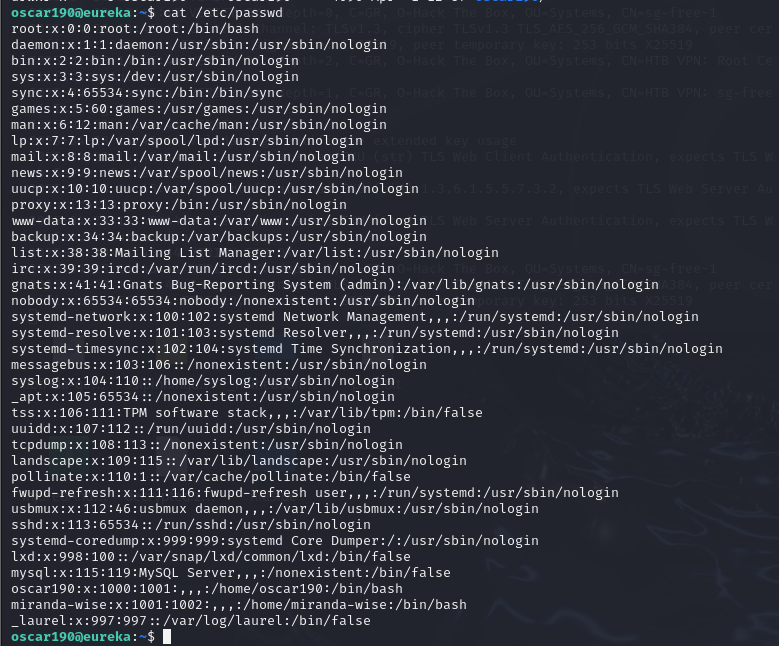 oscar190@eureka:~$ cat /etc/passwd
root:x:0:0:root:/root:/bin/bash
daemon:x:1:1:daemon:/usr/sbin:/usr/sbin/nologin
bin:x:2:2:bin:/bin:/usr/sbin/nologin
sys:x:3:3:sys:/dev:/usr/sbin/nologin
sync:x:4:65534:sync:/bin:/bin/sync
games:x:5:60:games:/usr/games:/usr/sbin/nologin
man:x:6:12:man:/var/cache/man:/usr/sbin/nologin
lp:x:7:7:lp:/var/spool/lpd:/usr/sbin/nologin
mail:x:8:8:mail:/var/mail:/usr/sbin/nologin
news:x:9:9:news:/var/spool/news:/usr/sbin/nologin
uucp:x:10:10:uucp:/var/spool/uucp:/usr/sbin/nologin
proxy:x:13:13:proxy:/bin:/usr/sbin/nologin
www-data:x:33:33:www-data:/var/www:/usr/sbin/nologin
backup:x:34:34:backup:/var/backups:/usr/sbin/nologin
list:x:38:38:Mailing List Manager:/var/list:/usr/sbin/nologin
irc:x:39:39:ircd:/var/run/ircd:/usr/sbin/nologin
gnats:x:41:41:Gnats Bug-Reporting System (admin):/var/lib/gnats:/usr/sbin/nologin
nobody:x:65534:65534:nobody:/nonexistent:/usr/sbin/nologin
systemd-network:x:100:102:systemd Network Management,,,:/run/systemd:/usr/sbin/nologin
systemd-resolve:x:101:103:systemd Resolver,,,:/run/systemd:/usr/sbin/nologin
systemd-timesync:x:102:104:systemd Time Synchronization,,,:/run/systemd:/usr/sbin/nologin
messagebus:x:103:106::/nonexistent:/usr/sbin/nologin
syslog:x:104:110::/home/syslog:/usr/sbin/nologin
_apt:x:105:65534::/nonexistent:/usr/sbin/nologin
tss:x:106:111:TPM software stack,,,:/var/lib/tpm:/bin/false
uuidd:x:107:112::/run/uuidd:/usr/sbin/nologin
tcpdump:x:108:113::/nonexistent:/usr/sbin/nologin
landscape:x:109:115::/var/lib/landscape:/usr/sbin/nologin
pollinate:x:110:1::/var/cache/pollinate:/bin/false
fwupd-refresh:x:111:116:fwupd-refresh user,,,:/run/systemd:/usr/sbin/nologin
usbmux:x:112:46:usbmux daemon,,,:/var/lib/usbmux:/usr/sbin/nologin
sshd:x:113:65534::/run/sshd:/usr/sbin/nologin
systemd-coredump:x:999:999:systemd Core Dumper:/:/usr/sbin/nologin
lxd:x:998:100::/var/snap/lxd/common/lxd:/bin/false
mysql:x:115:119:MySQL Server,,,:/nonexistent:/bin/false
oscar190:x:1000:1001:,,,:/home/oscar190:/bin/bash
miranda-wise:x:1001:1002:,,,:/home/miranda-wise:/bin/bash
_laurel:x:997:997::/var/log/laurel:/bin/false
oscar190@eureka:~$